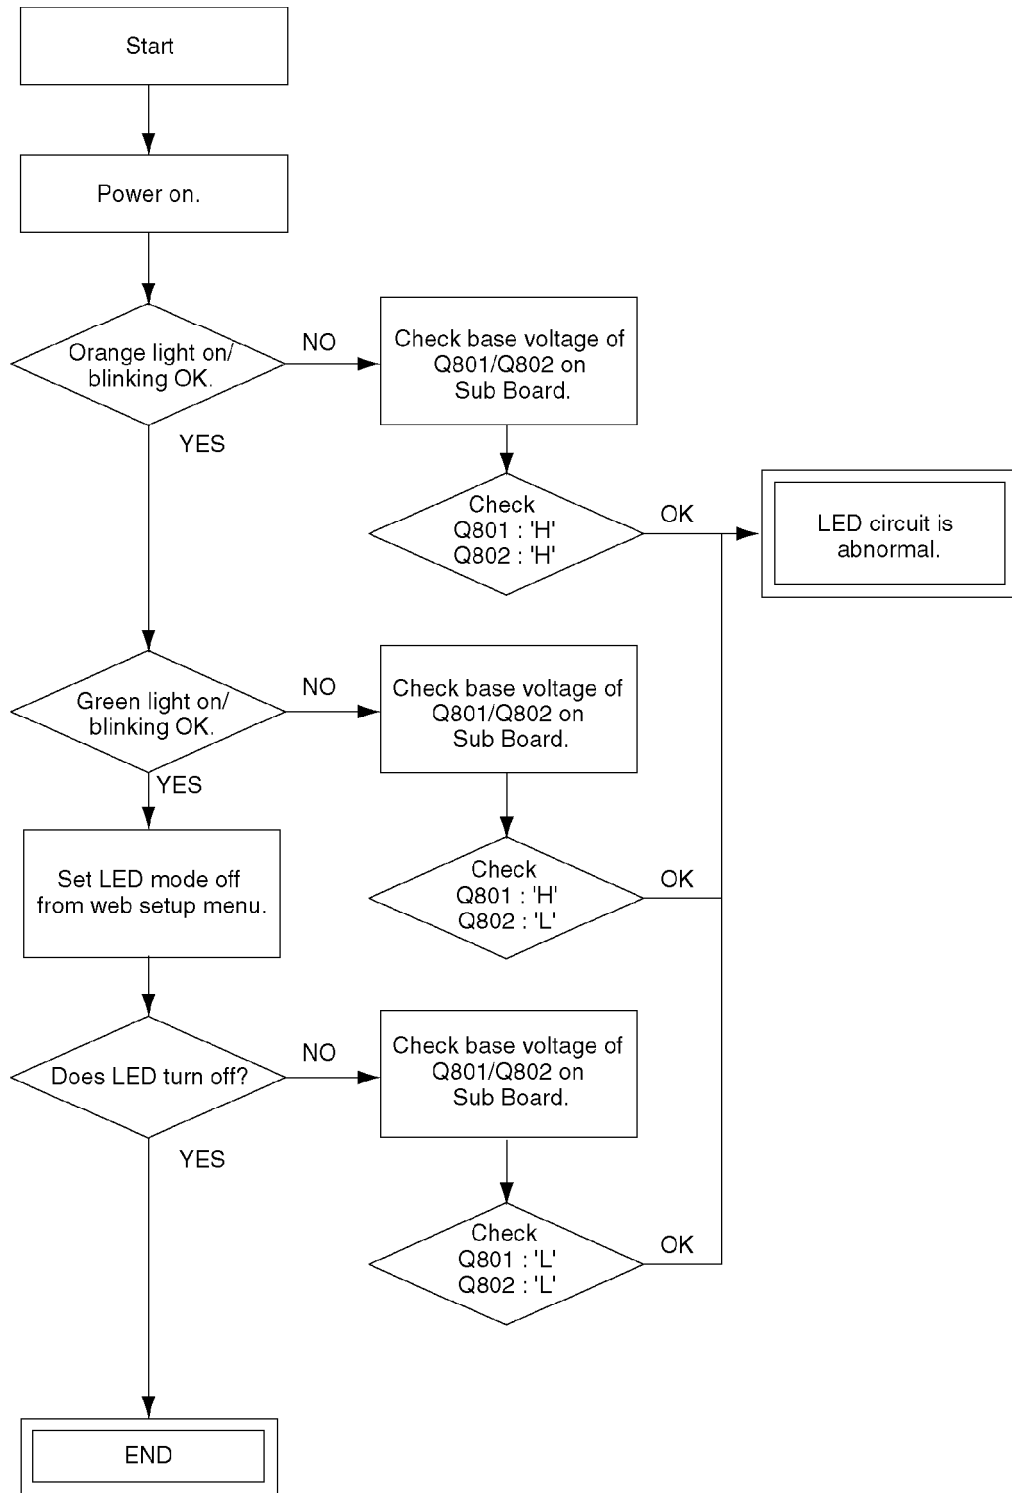 Start
Power on.
Orange light on/
blinking OK.
NO
Check base voltage of
Q801/Q802 on
Sub Board.
YES
Check
Q801 : 'H'
Q802 : 'H'
OK
LED circuit is
abnormal.
Green light on/
blinking OK.
NO
Check base voltage of
Q801/Q802 on
Sub Board.
YES
Set LED mode off
from web setup menu.
Check
Q801 : 'H'
Q802 : 'L'
OK
Does LED turn off?
NO
Check base voltage of
Q801/Q802 on
Sub Board.
YES
Check
Q801 : 'L'
Q802 : 'L'
OK
END